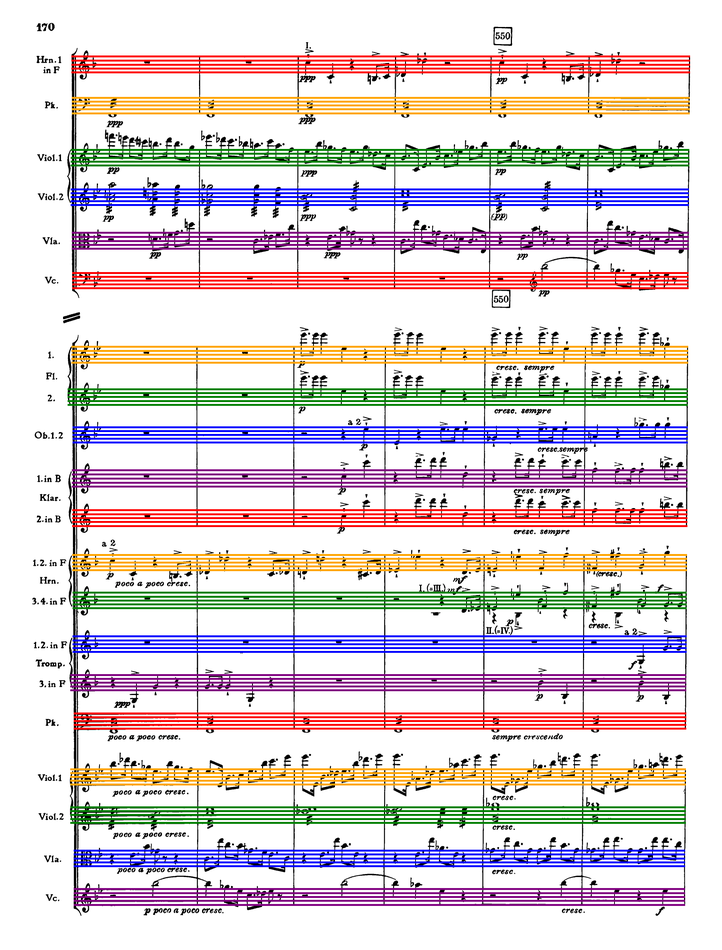 170
550
1.
Hrn.1
in F
ppp
pp
Pk.
ppp
ppp
Viol.1
pp
pp
pp
Viol.2
pp
ppp
ppp
(pp)
Vla.
pp
ppp
pp
Vc.
pp
550
1.
p
cresc. sempre
Fl.
2.
p
cresc. sempre
Ob.1.2
a 2
p
cresc.sempre
1.in B
p
cresc. sempre
Klar.
2.in B
p
cresc. sempre
a 2
1.2. in F
p
poco a poco cresc.
mf
(cresc.)
Hrn.
3.4. in F
I. (=III.) mf
p
cresc.
f
II.(=IV.)
1.2. in F
a 2
f
Tromp.
3. in F
ppp
p
p
Pk.
poco a poco cresc.
sempre crescendo
Viol.1
poco a poco cresc.
cresc.
Viol.2
poco a poco cresc.
cresc.
Vla.
poco a poco cresc.
cresc.
Vc.
p poco a poco cresc.
cresc.
f